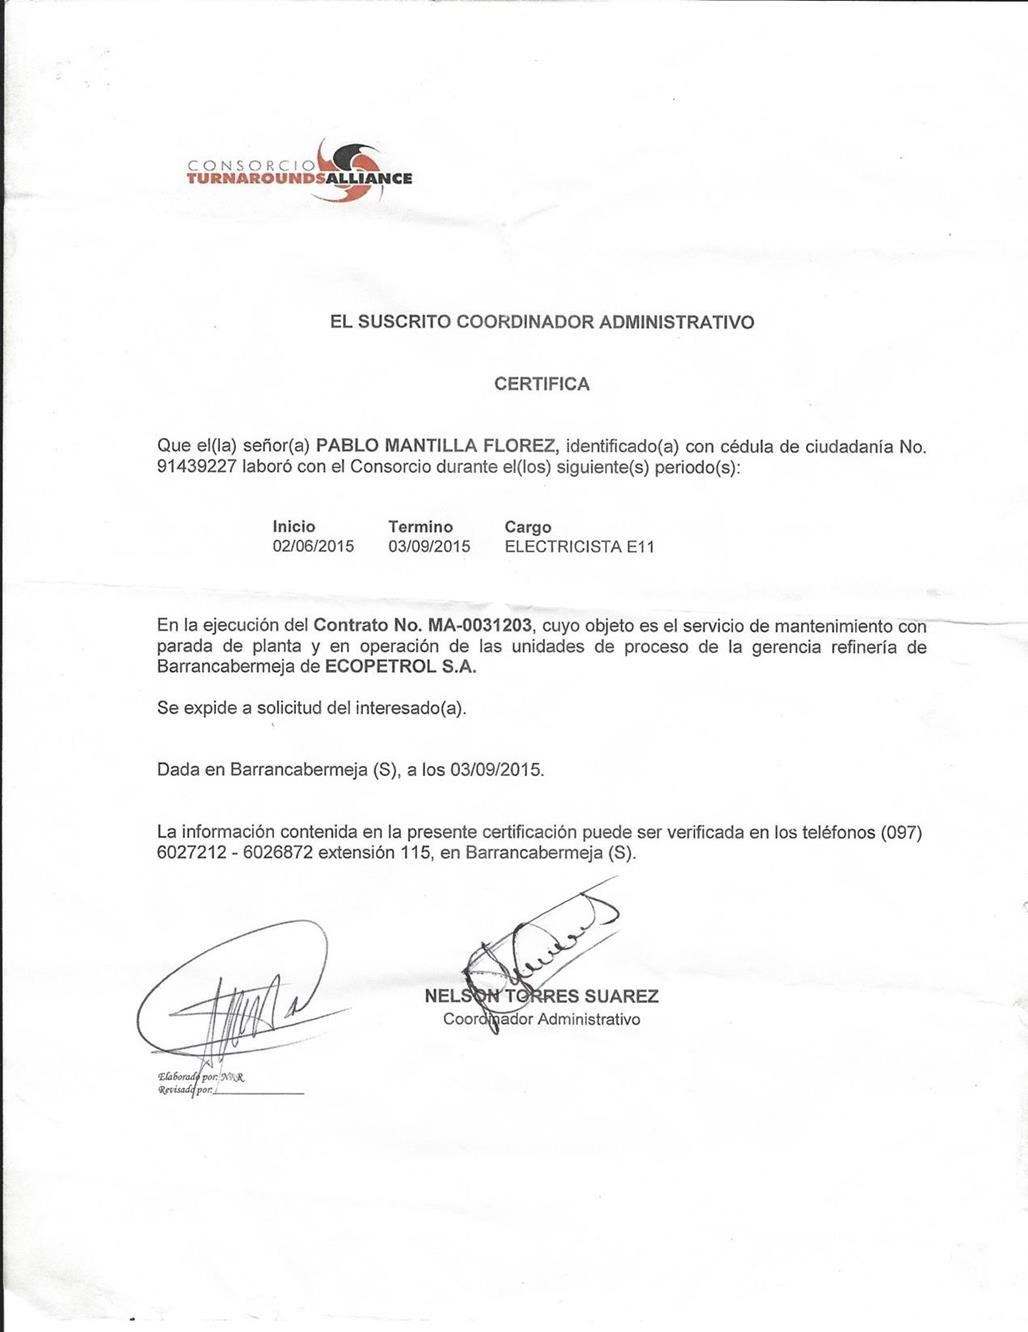 CONSORCIO
TURNAROUNDSALLIANCE
EL SUSCRITO COORDINADOR ADMINISTRATIVO
CERTIFICA
Que el(la) señor(a) PABLO MANTILLA FLOREZ, identificado(a) con cédula de ciudadanía No.
91439227 laboró con el Consorcio durante el(los) siguiente(s) periodo(s):
Inicio Termino Cargo
02/06/2015 03/09/2015 ELECTRICISTA E11
En la ejecución del Contrato No. MA-0031203, cuyo objeto es el servicio de mantenimiento con
parada de planta y en operación de las unidades de proceso de la gerencia refinería de
Barrancabermeja de ECOPETROL S.A.
Se expide a solicitud del interesado(a).
Dada en Barrancabermeja (S), a los 03/09/2015.
La información contenida en la presente certificación puede ser verificada en los teléfonos (097)
6027212 - 6026872 extensión 115, en Barrancabermeja (S).
NELSON TORRES SUAREZ
Coordinador Administrativo
Elaborado por:
Revisado por: